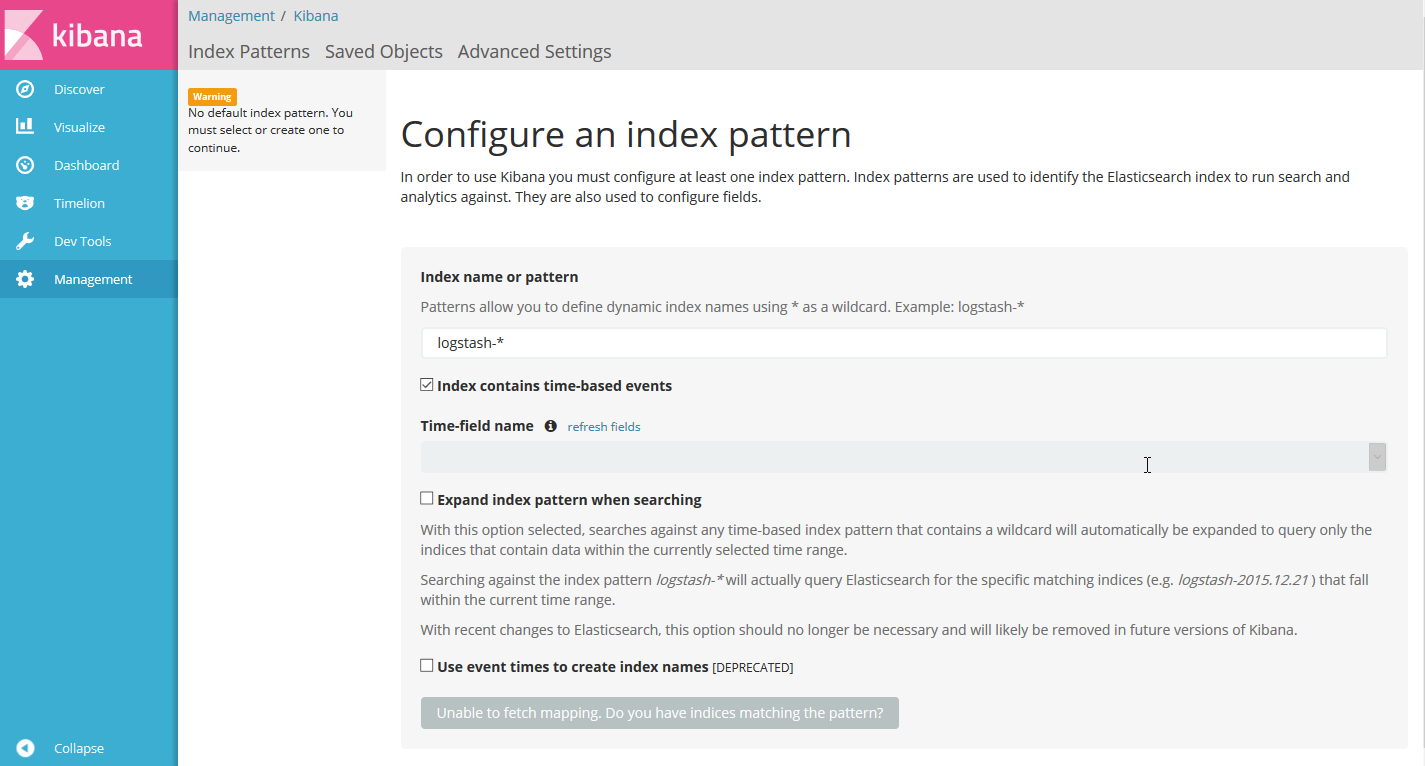 kibana
Discover
Visualize
Dashboard
Timelion
Dev Tools
Management
Collapse
Management / Kibana
Index Patterns Saved Objects Advanced Settings
Warning
No default index pattern. You
must select or create one to
continue.
Configure an index pattern
In order to use Kibana you must configure at least one index pattern. Index patterns are used to identify the Elasticsearch index to run search and
analytics against. They are also used to configure fields.
Index name or pattern
Patterns allow you to define dynamic index names using * as a wildcard. Example: logstash-*
logstash-*
Index contains time-based events
Time-field name refresh fields
Expand index pattern when searching
With this option selected, searches against any time-based index pattern that contains a wildcard will automatically be expanded to query only the
indices that contain data within the currently selected time range.
Searching against the index pattern logstash-* will actually query Elasticsearch for the specific matching indices (e.g. logstash-2015.12.21 ) that fall
within the current time range.
With recent changes to Elasticsearch, this option should no longer be necessary and will likely be removed in future versions of Kibana.
Use event times to create index names [DEPRECATED]
Unable to fetch mapping. Do you have indices matching the pattern?